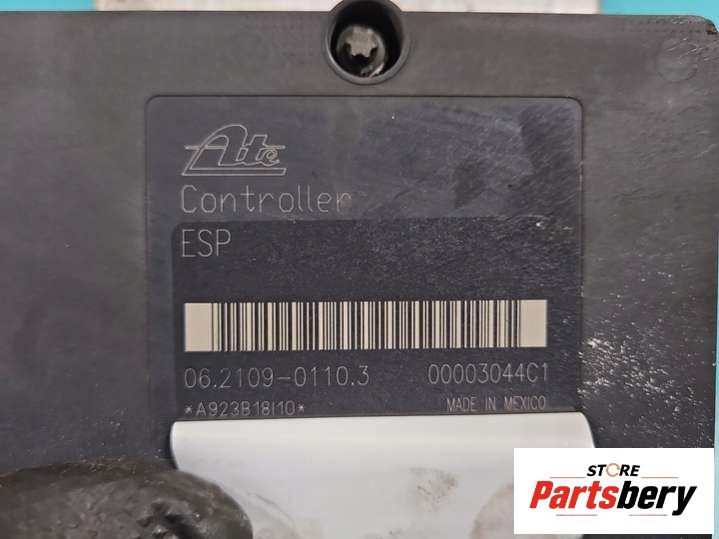 Ate
Controller
ESP
06.2109-0110.3 00003044C1
*A923B18I10* MADE IN MEXICO
STORE
Partsbery